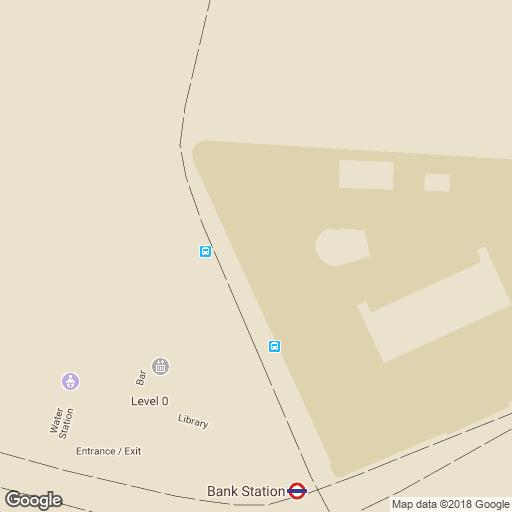 Bar
Level 0
Water
Station
Library
Entrance / Exit
Bank Station
Google
Map data ©2018 Google